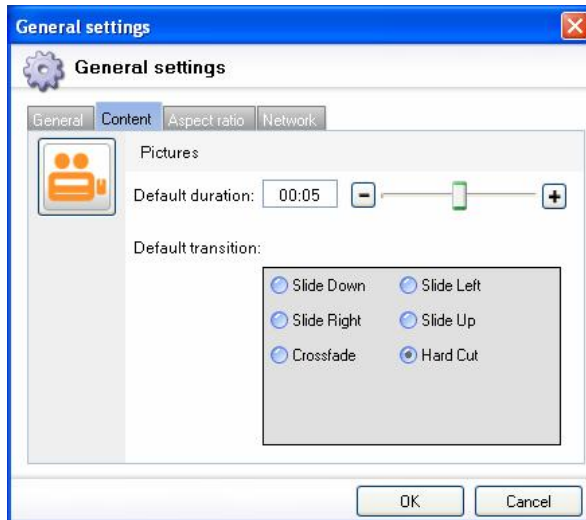 General settings
General settings
General Content Aspect ratio Network
Pictures
Default duration: 00:05
Default transition:
Slide Down Slide Left
Slide Right Slide Up
Crossfade Hard Cut
OK Cancel